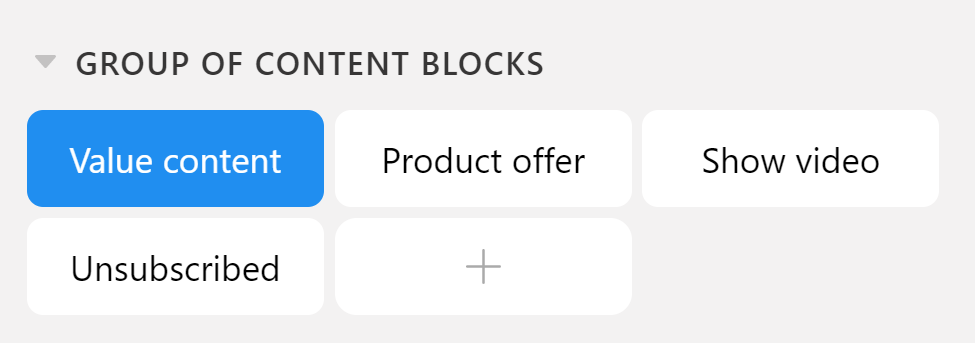 GROUP OF CONTENT BLOCKS
Value content
Product offer
Show video
Unsubscribed